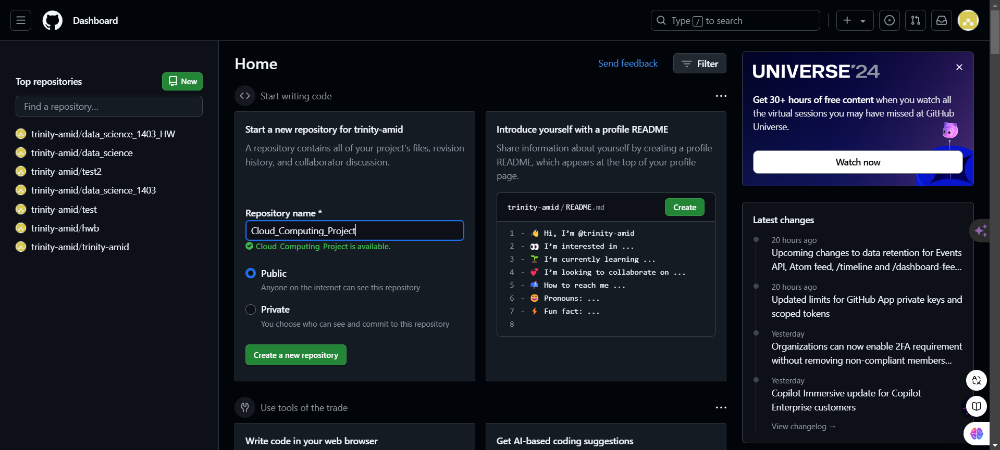 Dashboard
Type / to search
Top repositories
New
Find a repository...
trinity-amid/data_science_1403_HW
trinity-amid/data_science
trinity-amid/test2
trinity-amid/data_science_1403
trinity-amid/test
trinity-amid/hwb
trinity-amid/trinity-amid
Home
Send feedback
Filter
Start writing code
Start a new repository for trinity-amid
A repository contains all of your project's files, revision
history, and collaborator discussion.
Repository name *
Cloud_Computing_Project
Cloud_Computing_Project is available.
Public
Anyone on the internet can see this repository
Private
You choose who can see and commit to this repository
Create a new repository
Introduce yourself with a profile README
Share information about yourself by creating a profile
README, which appears at the top of your profile
page.
trinity-amid/README.md
Create
1 - 👋 Hi, I’m @trinity-amid
2 - 👀 I’m interested in ...
3 - 🌱 I’m currently learning ...
4 - 💞️ I’m looking to collaborate on ...
5 - 📫 How to reach me ...
6 - 😄 Pronouns: ...
7 - ⚡ Fun fact: ...
8
Use tools of the trade
Write code in your web browser
Get AI-based coding suggestions
UNIVERSE'24
Get 30+ hours of free content when you watch all
the virtual sessions you may have missed at GitHub
Universe.
Watch now
Latest changes
20 hours ago
Upcoming changes to data retention for Events
API, Atom feed, /timeline and /dashboard-fee...
20 hours ago
Updated limits for GitHub App private keys and
scoped tokens
Yesterday
Organizations can now enable 2FA requirement
without removing non-compliant members...
Yesterday
Copilot Immersive update for Copilot
Enterprise customers
View changelog →